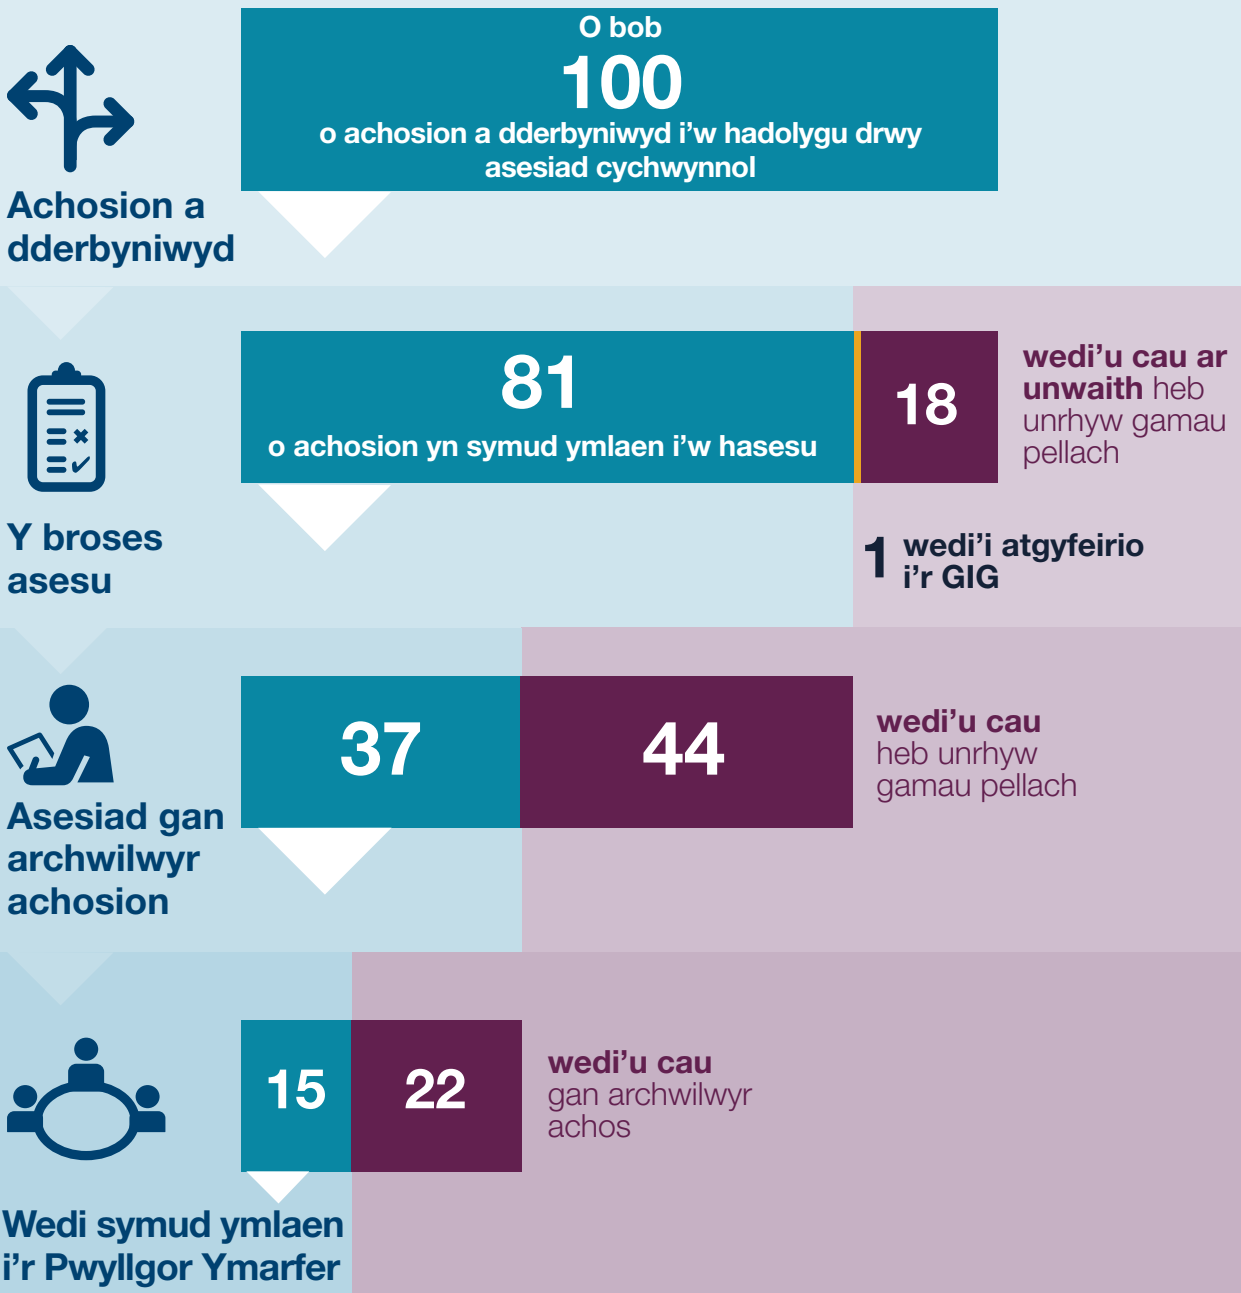 O bob
100
o achosion a dderbyniwyd i’w hadolygu drwy
asesiad cychwynnol
Achosion a
dderbyniwyd
81
o achosion yn symud ymlaen i’w hasesu
18
wedi’u cau ar
unwaith heb
unrhyw gamau
pellach
1 wedi’i atgyfeirio
i’r GIG
Y broses
asesu
37
44
wedi’u cau
heb unrhyw
gamau pellach
Asesiad gan
archwilwyr
achosion
15
22
wedi’u cau
gan archwilwyr
achos
Wedi symud ymlaen
i’r Pwyllgor Ymarfer